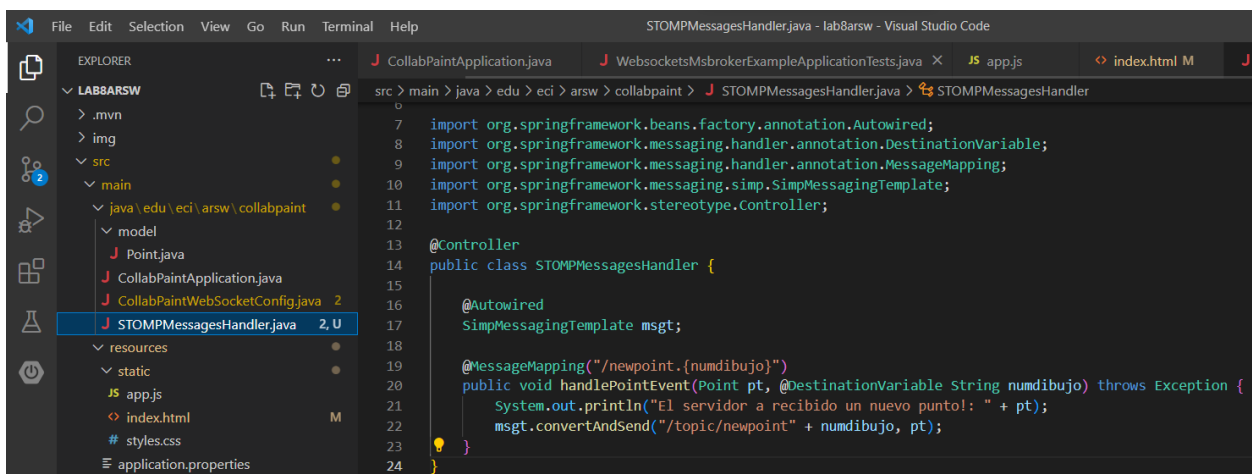 File Edit Selection View Go Run Terminal Help STOMPMessagesHandler.java - lab8arsw - Visual Studio Code
EXPLORER ...
LAB8ARSW
> .mvn
> img
src
main
java\edu\eci\arsw\collabpaint
model
J Point.java
J CollabPaintApplication.java
J CollabPaintWebSocketConfig.java 2
J STOMPMessagesHandler.java 2, U
resources
static
JS app.js
<> index.html M
# styles.css
application.properties
2
J CollabPaintApplication.java J WebsocketsMsbrokerExampleApplicationTests.java × JS app.js <> index.html M J
src > main > java > edu > eci > arsw > collabpaint > J STOMPMessagesHandler.java > STOMPMessagesHandler
6
7 import org.springframework.beans.factory.annotation.Autowired;
8 import org.springframework.messaging.handler.annotation.DestinationVariable;
9 import org.springframework.messaging.handler.annotation.MessageMapping;
10 import org.springframework.messaging.simp.SimpMessagingTemplate;
11 import org.springframework.stereotype.Controller;
12
13 @Controller
14 public class STOMPMessagesHandler {
15
16 @Autowired
17 SimpMessagingTemplate msgt;
18
19 @MessageMapping("/newpoint.{numdibujo}")
20 public void handlePointEvent(Point pt, @DestinationVariable String numdibujo) throws Exception {
21 System.out.println("El servidor a recibido un nuevo punto!: " + pt);
22 msgt.convertAndSend("/topic/newpoint" + numdibujo, pt);
23 }
24 }